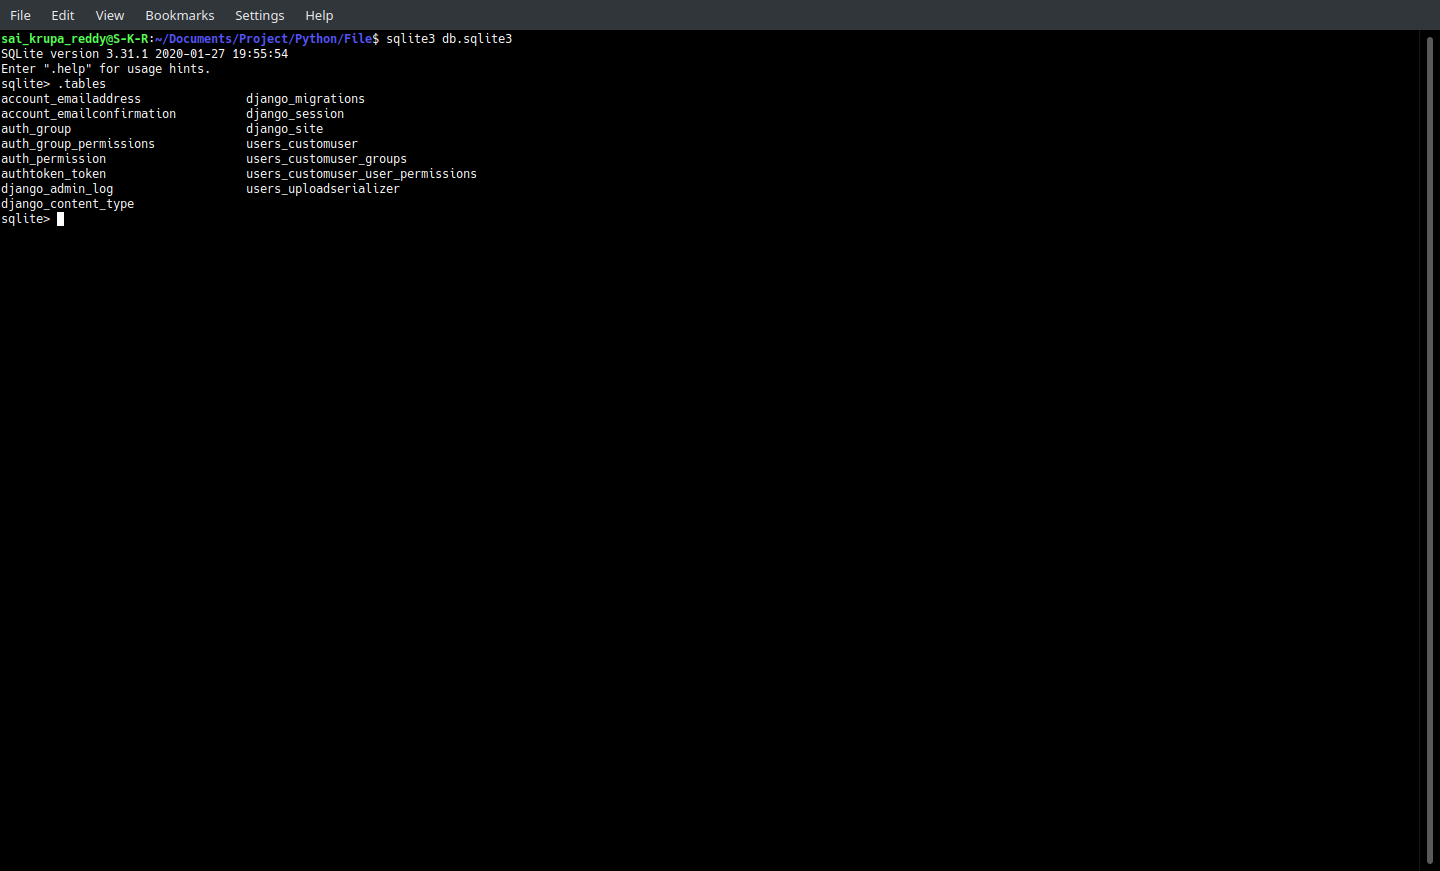 File Edit View Bookmarks Settings Help
sai_krupa_reddy@S-K-R:~/Documents/Project/Python/File$ sqlite3 db.sqlite3
SQLite version 3.31.1 2020-01-27 19:55:54
Enter ".help" for usage hints.
sqlite> .tables
account_emailaddress               django_migrations
account_emailconfirmation          django_session
auth_group                         django_site
auth_group_permissions             users_customuser
auth_permission                    users_customuser_groups
authtoken_token                    users_customuser_user_permissions
django_admin_log                   users_uploadserializer
django_content_type
sqlite>